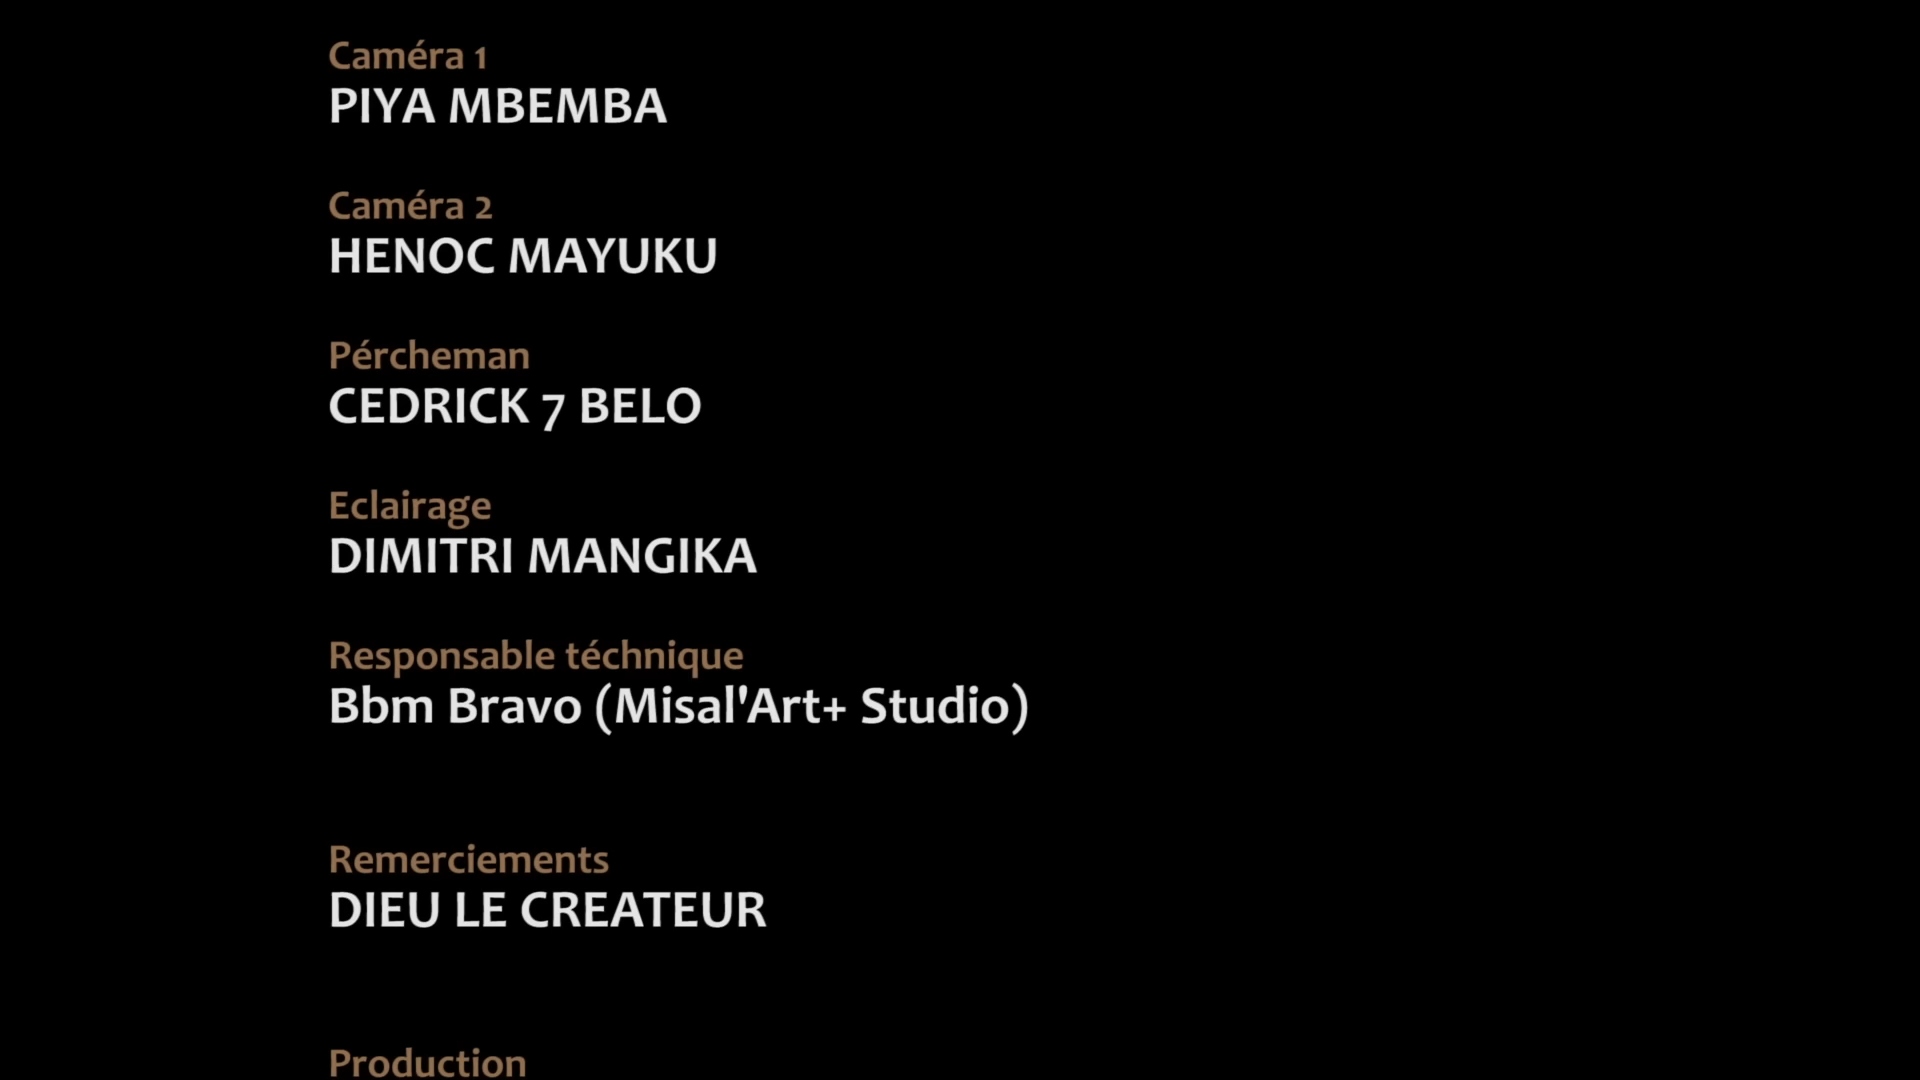 Caméra 1
PIYA MBEMBA
Caméra 2
HENOC MAYUKU
Pércheman
CEDRICK 7 BELO
Eclairage
DIMITRI MANGIKA
Responsable téchnique
Bbm Bravo (Misal'Art+ Studio)
Remerciements
DIEU LE CREATEUR
Production